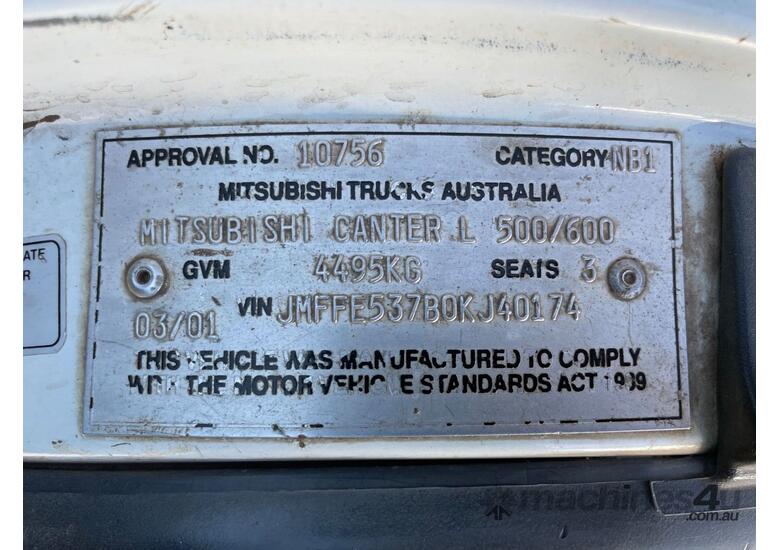 APPROVAL NO. 10756 CATEGORY NB1
MITSUBISHI TRUCKS AUSTRALIA
MITSUBISHI CANTER L 500/600
GVM 4495KG SEATS 3
03/01 VIN JMFFE537B0KJ40174
THIS VEHICLE WAS MANUFACTURED TO COMPLY
WITH THE MOTOR VEHICLE STANDARDS ACT 1989
ATE
R
machines4u
.com.au